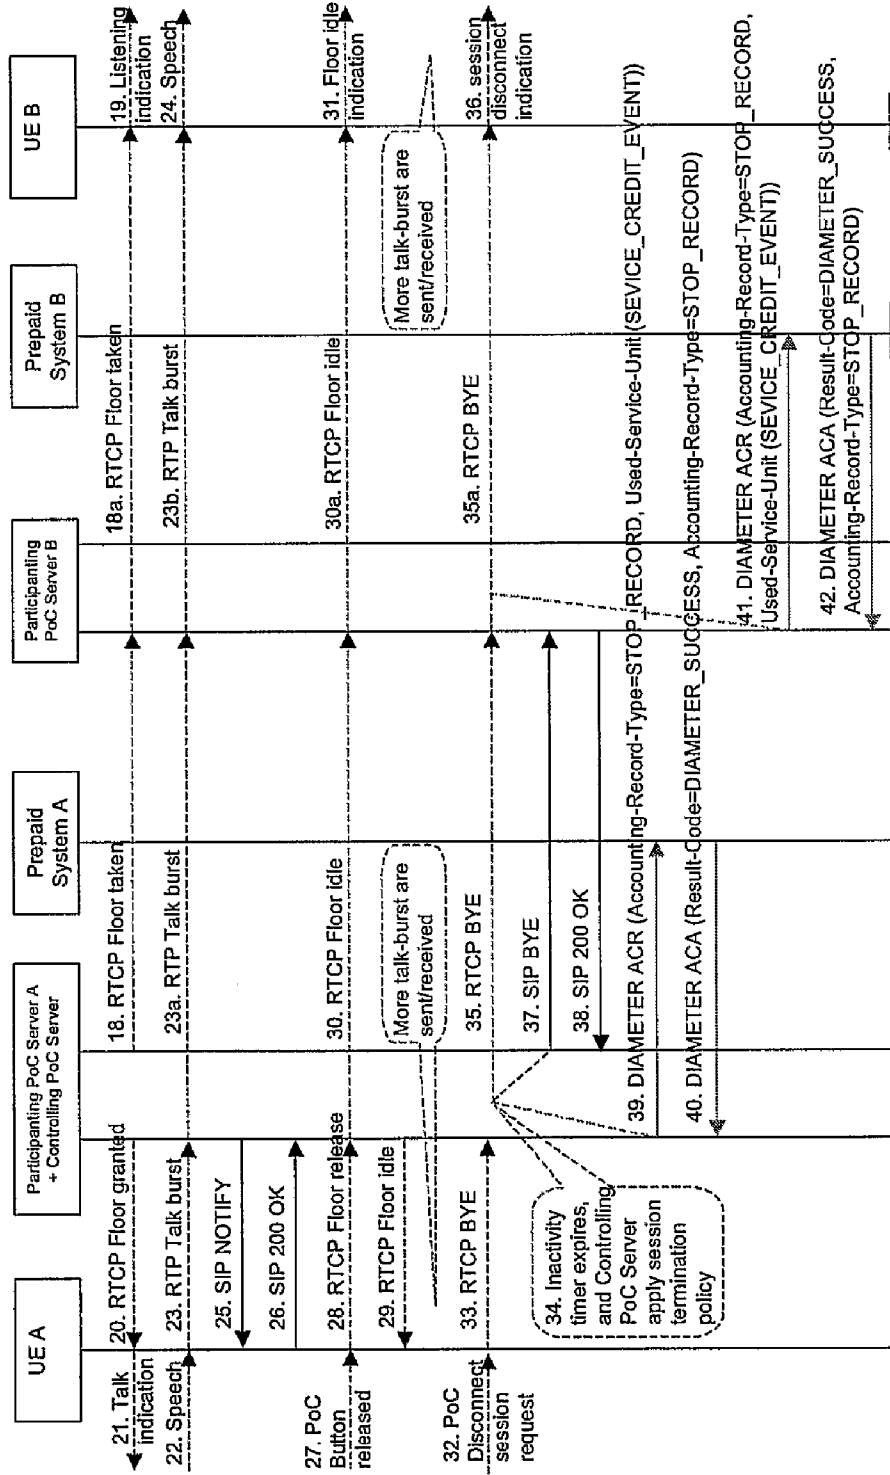 UE A
Participanting PoC Server A
+ Controlling PoC Server
Prepaid
System A
Participanting
PoC Server B
Prepaid
System B
UE B
18. RTCP Floor taken
18a. RTCP Floor taken
19. Listening
indication
20. RTCP Floor granted
21. Talk
indication
22. Speech
23. RTP Talk burst
23a. RTP Talk burst
23b. RTP Talk burst
24. Speech
25. SIP NOTIFY
26. SIP 200 OK
27. PoC
Button
released
28. RTCP Floor release
29. RTCP Floor idle
30. RTCP Floor idle
30a. RTCP Floor idle
31. Floor idle
indication
More talk-burst are
sent/received
More talk-burst are
sent/received
32. PoC
Disconnect
session
request
33. RTCP BYE
34. Inactivity
timer expires,
and Controlling
PoC Server
apply session
termination
policy
35. RTCP BYE
35a. RTCP BYE
36. session
disconnect
indication
37. SIP BYE
38. SIP 200 OK
39. DIAMETER ACR (Accounting-Record-Type=STOP_RECORD, Used-Service-Unit (SEVICE_CREDIT_EVENT))
40. DIAMETER ACA (Result-Code=DIAMETER_SUCCESS, Accounting-Record-Type=STOP_RECORD)
41. DIAMETER ACR (Accounting-Record-Type=STOP_RECORD,
Used-Service-Unit (SEVICE_CREDIT_EVENT))
42. DIAMETER ACA (Result-Code=DIAMETER_SUCCESS,
Accounting-Record-Type=STOP_RECORD)